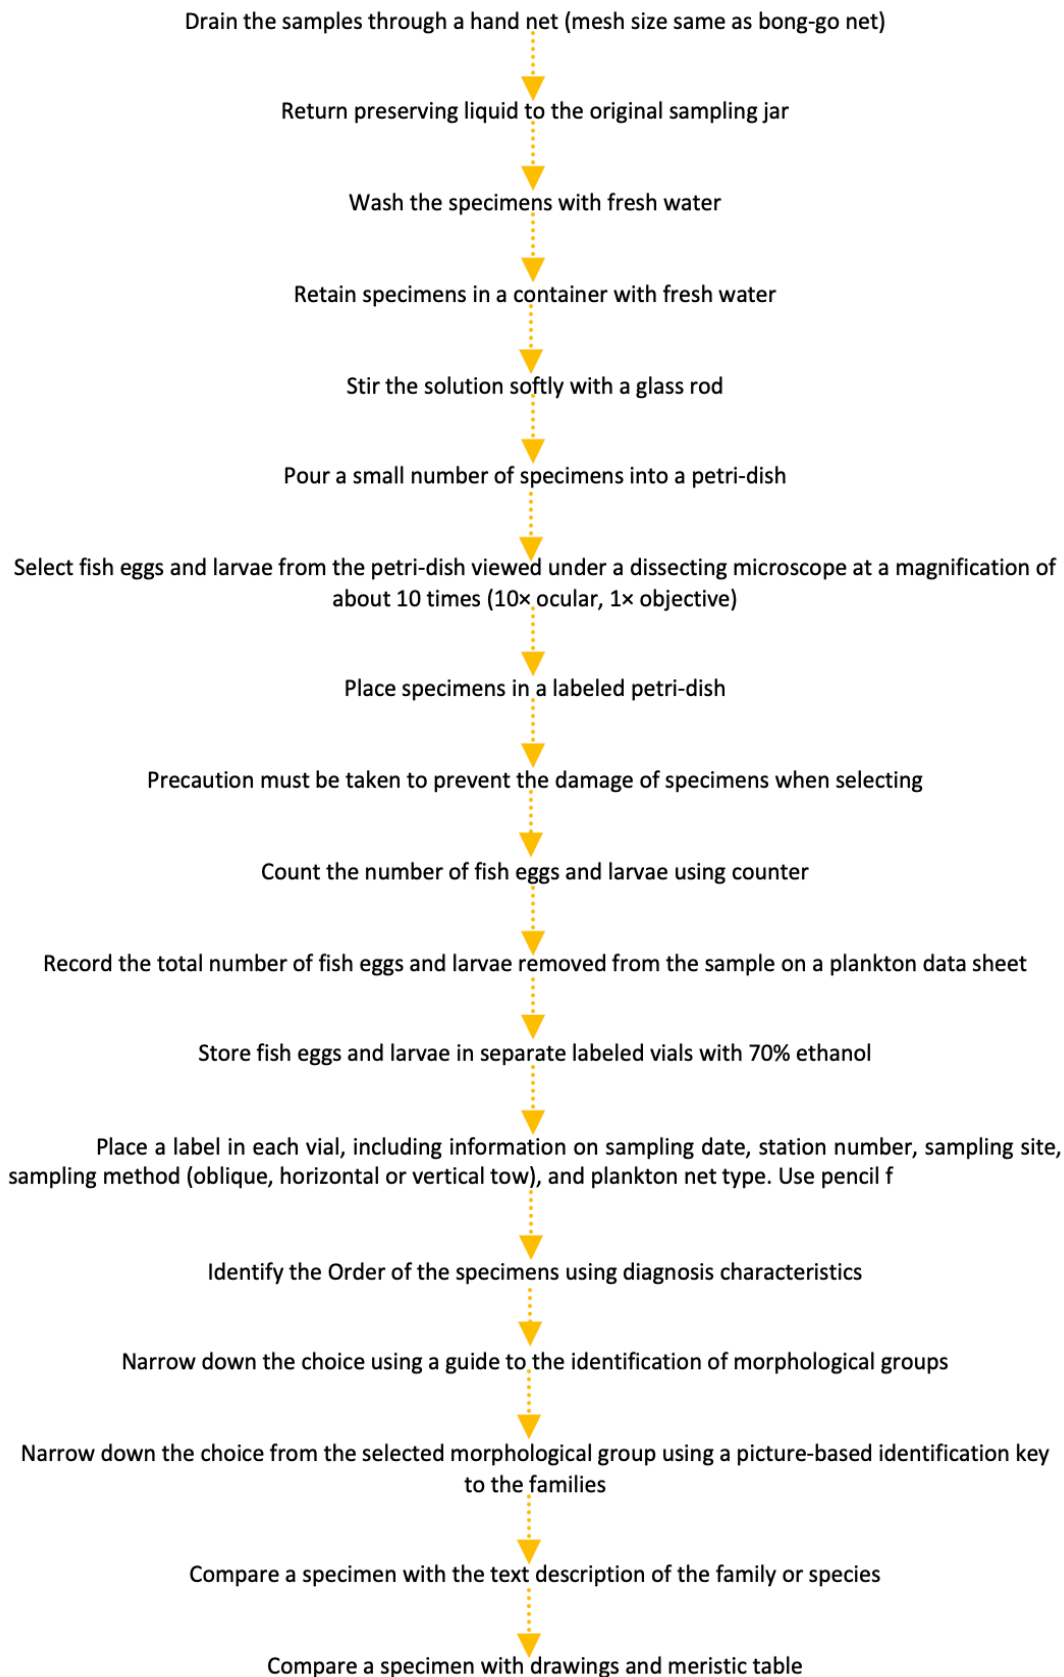 Drain the samples through a hand net (mesh size same as bong-go net)
Return preserving liquid to the original sampling jar
Wash the specimens with fresh water
Retain specimens in a container with fresh water
Stir the solution softly with a glass rod
Pour a small number of specimens into a petri-dish
Select fish eggs and larvae from the petri-dish viewed under a dissecting microscope at a magnification of
about 10 times (10× ocular, 1× objective)
Place specimens in a labeled petri-dish
Precaution must be taken to prevent the damage of specimens when selecting
Count the number of fish eggs and larvae using counter
Record the total number of fish eggs and larvae removed from the sample on a plankton data sheet
Store fish eggs and larvae in separate labeled vials with 70% ethanol
Place a label in each vial, including information on sampling date, station number, sampling site,
sampling method (oblique, horizontal or vertical tow), and plankton net type. Use pencil f
Identify the Order of the specimens using diagnosis characteristics
Narrow down the choice using a guide to the identification of morphological groups
Narrow down the choice from the selected morphological group using a picture-based identification key
to the families
Compare a specimen with the text description of the family or species
Compare a specimen with drawings and meristic table